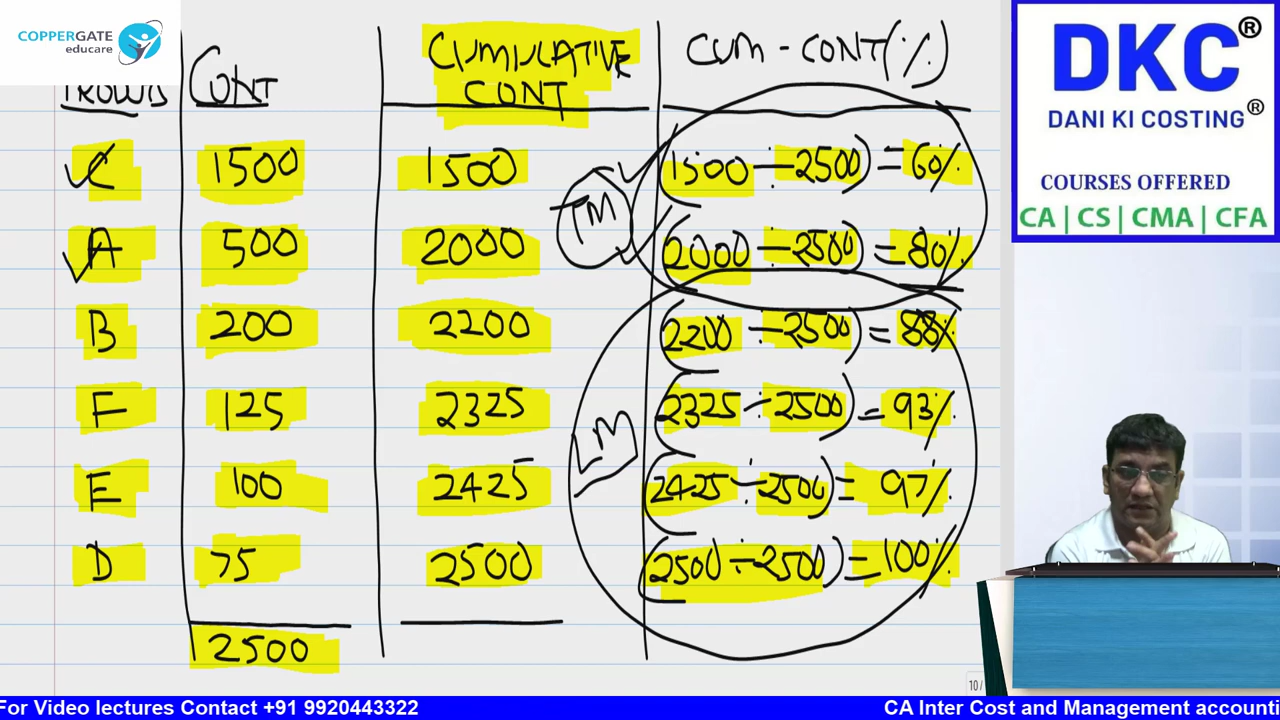 COPPERGATE
educare
CONT
CUMULATIVE
CONT
CUM - CONT (%)
C 1500 1500 (1500 ÷ 2500) = 60%
TM
A 500 2000 (2000 ÷ 2500) = 80%
B 200 2200 (2200 ÷ 2500) = 88%
F 125 2325 (2325 ÷ 2500) = 93%
LM
E 100 2425 (2425 ÷ 2500) = 97%
D 75 2500 (2500 ÷ 2500) = 100%
2500
DKC®
DANI KI COSTING®
COURSES OFFERED
CA | CS | CMA | CFA
10 /
For Video lectures Contact +91 9920443322
CA Inter Cost and Management accounti